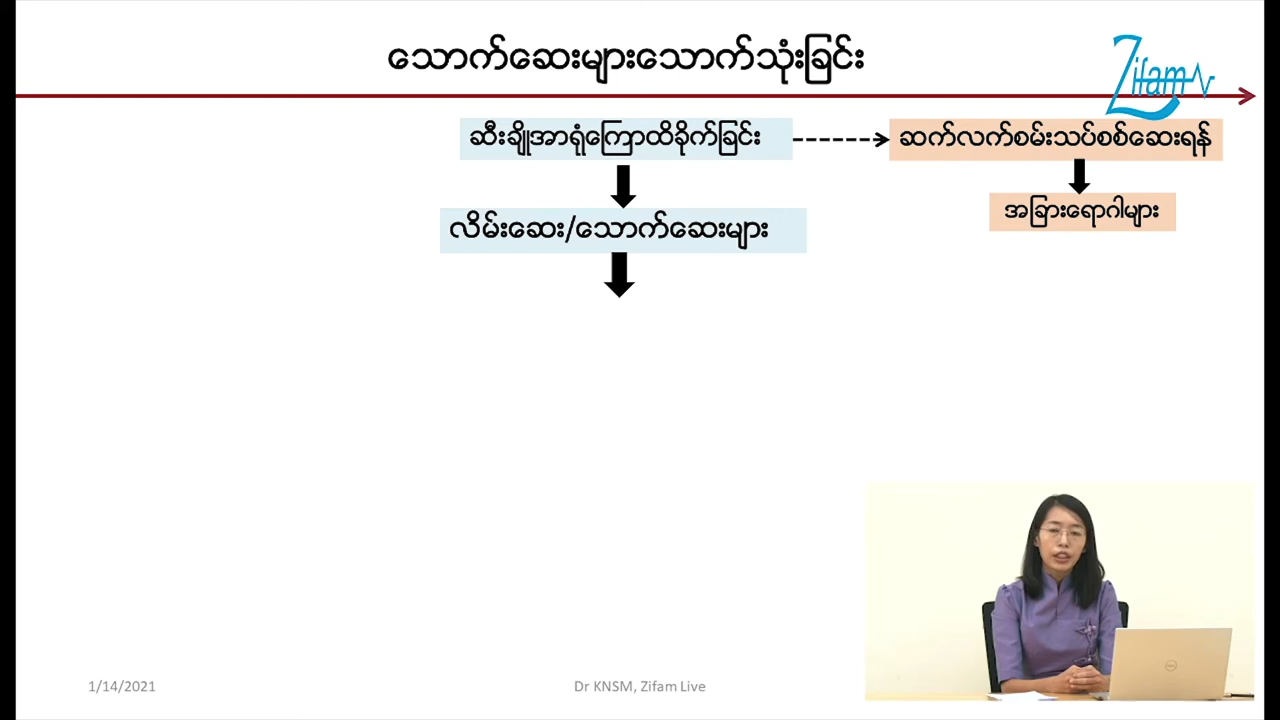 သောက်ဆေးများသောက်သုံးခြင်း
Zifam
ဆီးချိုအာရုံကြောထိခိုက်ခြင်း
ဆက်လက်စမ်းသပ်စစ်ဆေးရန်
အခြားရောဂါများ
လိမ်းဆေး/သောက်ဆေးများ
1/14/2021
Dr KNSM, Zifam Live